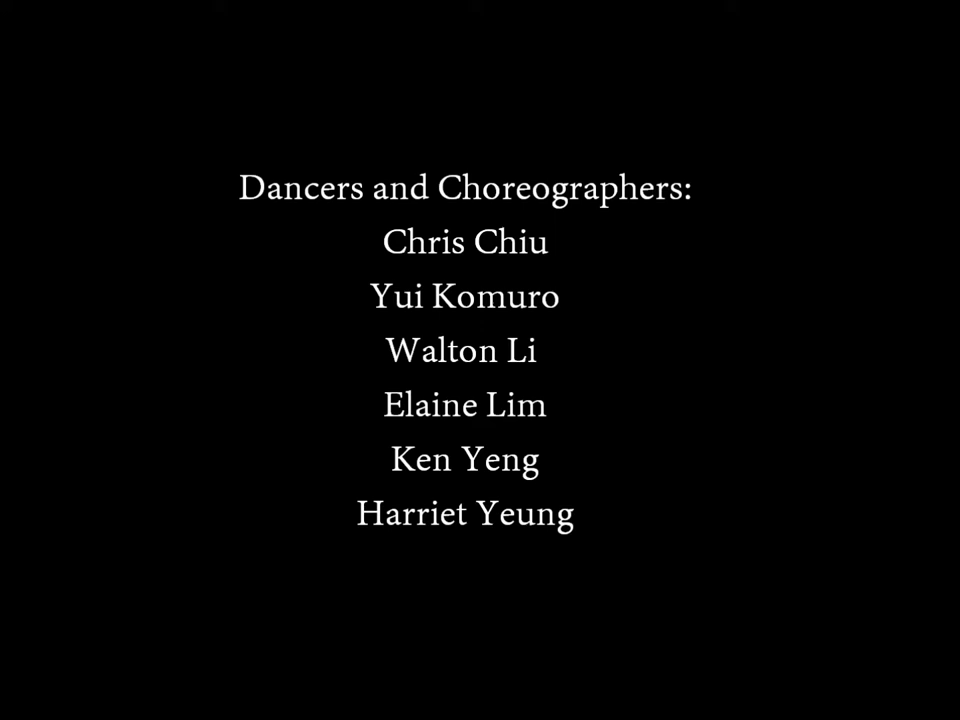 Dancers and Choreographers:
Chris Chiu
Yui Komuro
Walton Li
Elaine Lim
Ken Yeng
Harriet Yeung